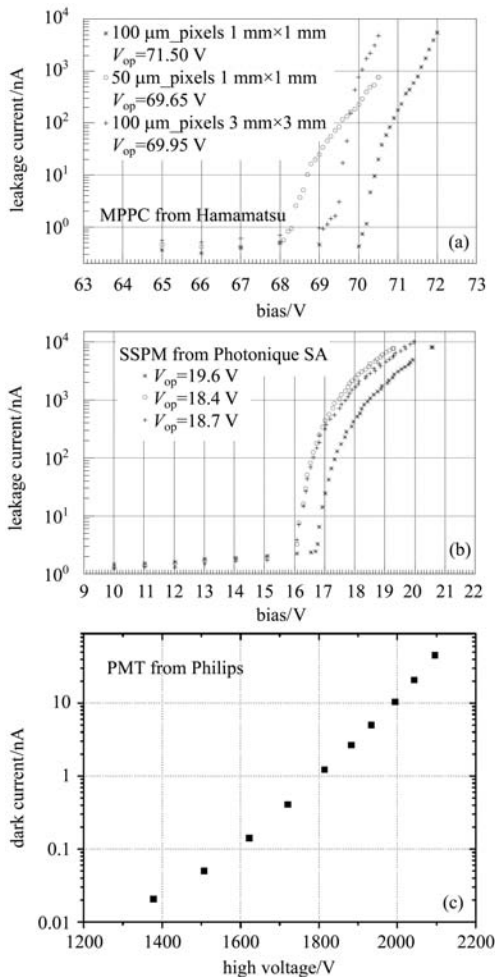 10⁵
10⁴
10³
10²
10¹
10⁰
leakage current/nA
* 100 μm_pixels 1 mm×1 mm
V_op=71.50 V
○ 50 μm_pixels 1 mm×1 mm
V_op=69.65 V
+ 100 μm_pixels 3 mm×3 mm
V_op=69.95 V
MPPC from Hamamatsu
(a)
63 64 65 66 67 68 69 70 71 72 73
bias/V
10⁴
10³
10²
10¹
10⁰
leakage current/nA
SSPM from Photonique SA
* V_op=19.6 V
○ V_op=18.4 V
+ V_op=18.7 V
(b)
9 10 11 12 13 14 15 16 17 18 19 20 21 22
bias/V
PMT from Philips
10
1
0.1
0.01
dark current/nA
(c)
1200 1400 1600 1800 2000 2200
high voltage/V